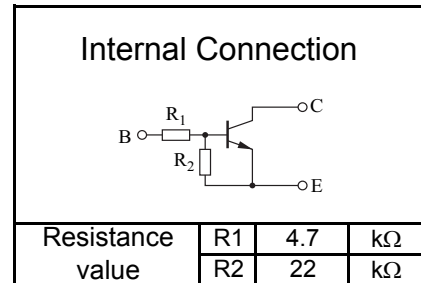 Internal Connection
C
R1
B
R2
E
Resistance value R1 4.7 kΩ
R2 22 kΩ